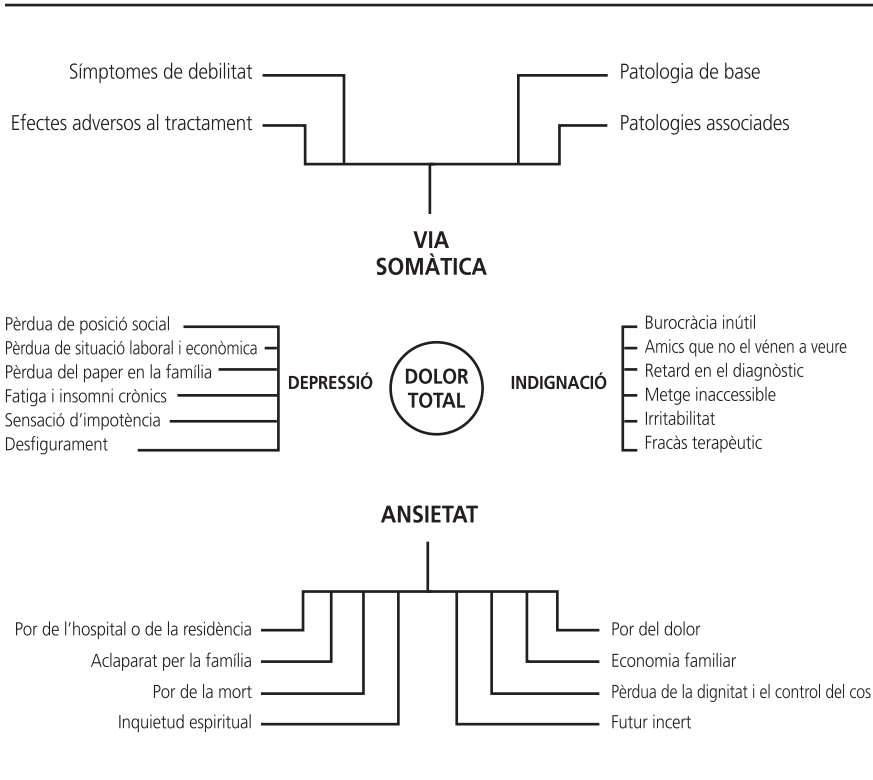 Símptomes de debilitat
Efectes adversos al tractament
Patologia de base
Patologies associades
VIA
SOMÀTICA
Pèrdua de posició social
Pèrdua de situació laboral i econòmica
Pèrdua del paper en la família
Fatiga i insomni crònics
Sensació d’impotència
Desfigurament
DEPRESSIÓ
DOLOR
TOTAL
INDIGNACIÓ
Burocràcia inútil
Amics que no el vénen a veure
Retard en el diagnòstic
Metge inaccessible
Irritabilitat
Fracàs terapèutic
ANSIETAT
Por de l’hospital o de la residència
Aclaparat per la família
Por de la mort
Inquietud espiritual
Por del dolor
Economia familiar
Pèrdua de la dignitat i el control del cos
Futur incert